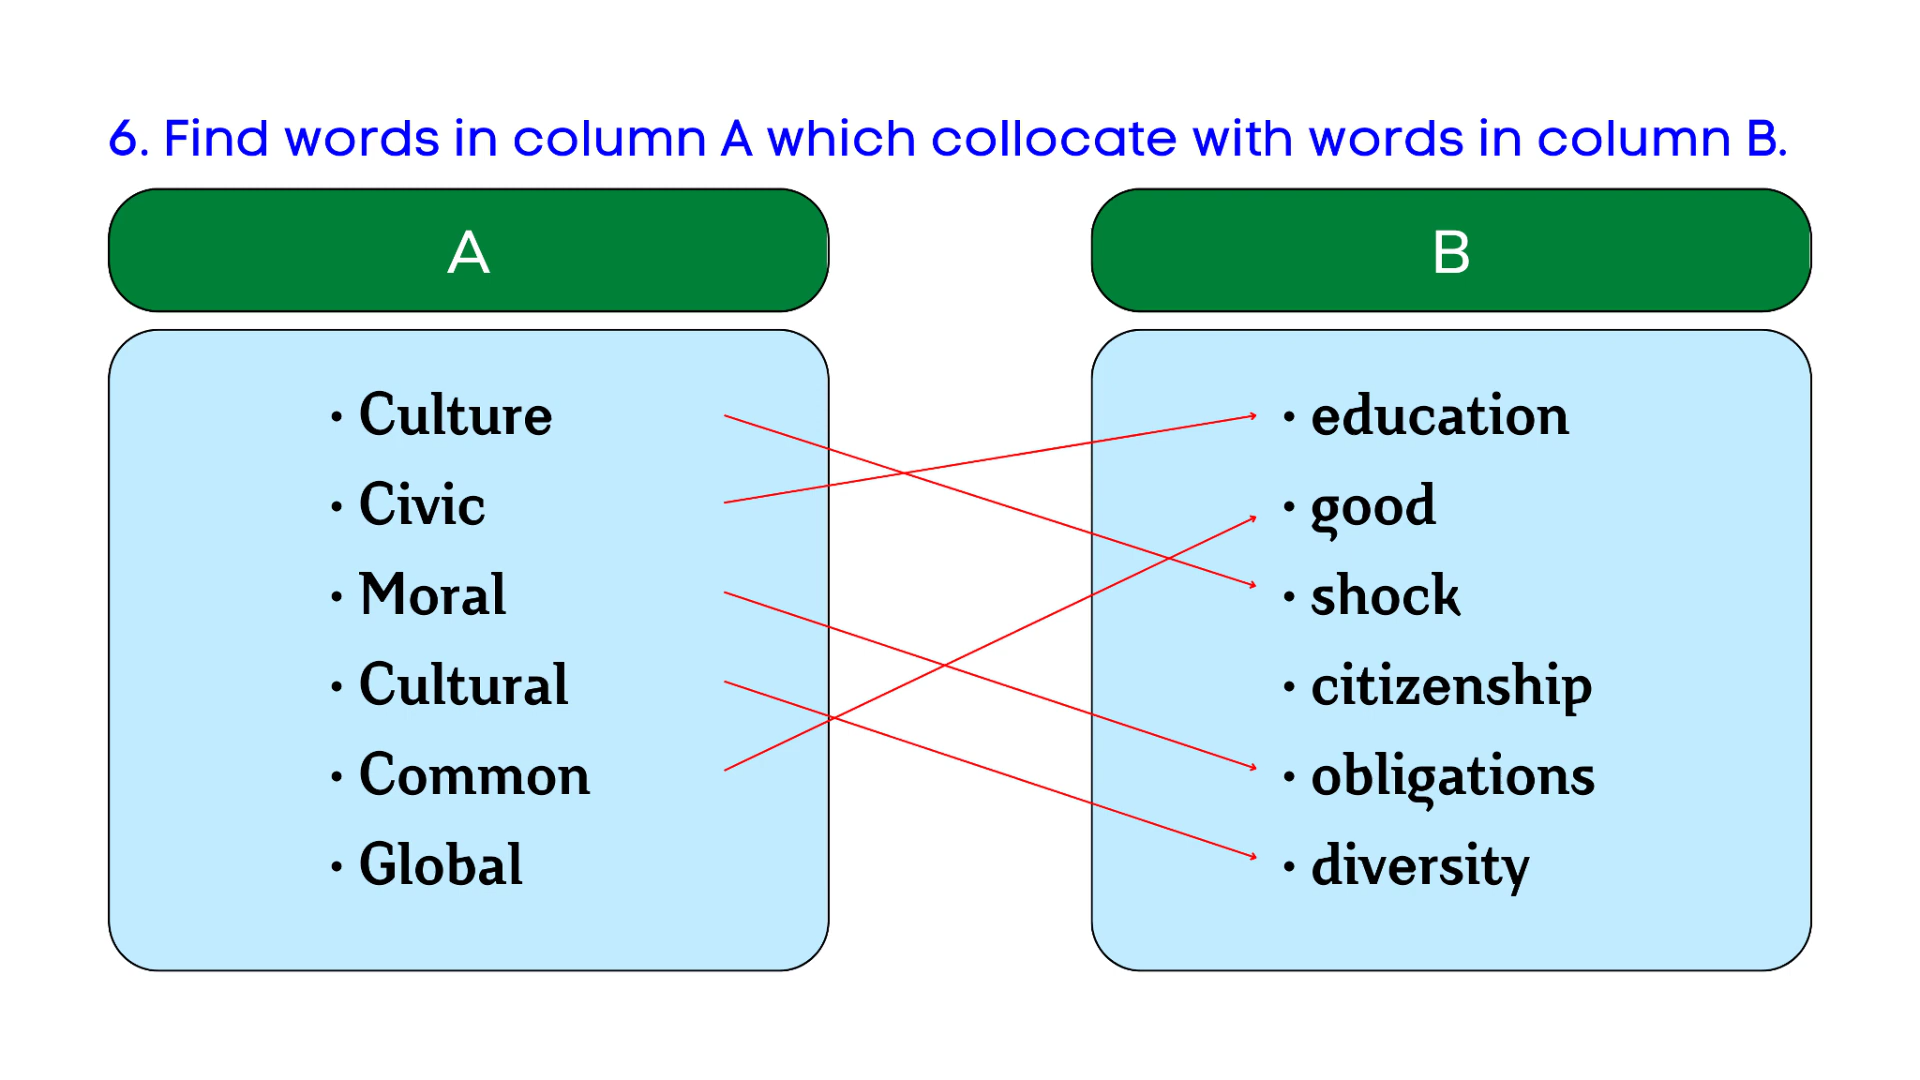 6. Find words in column A which collocate with words in column B.
A
B
• Culture
• Civic
• Moral
• Cultural
• Common
• Global
• education
• good
• shock
• citizenship
• obligations
• diversity